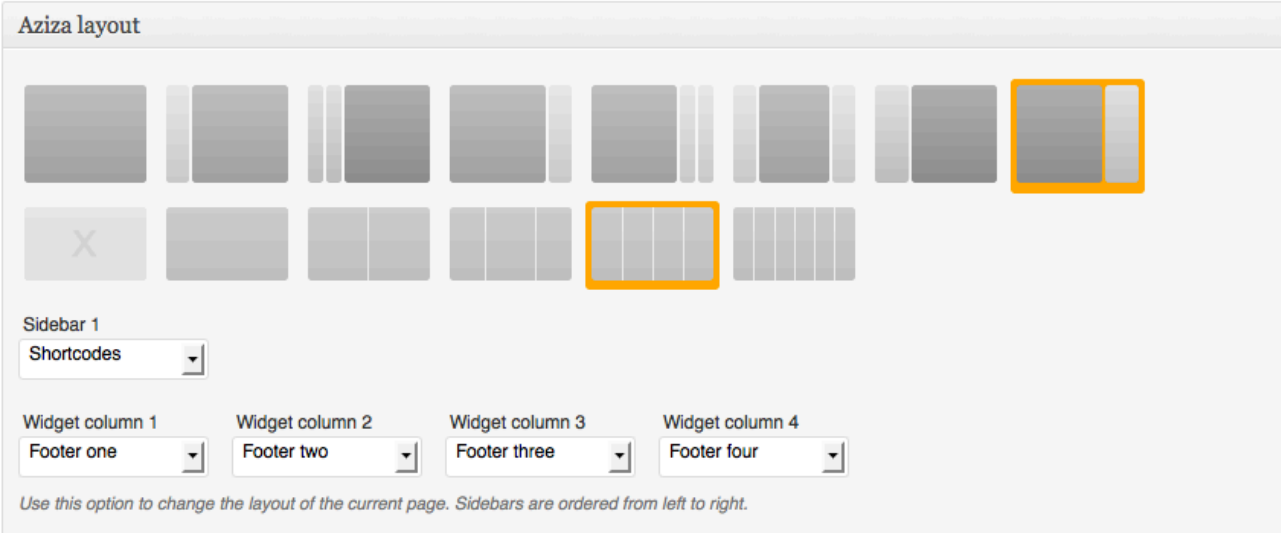 Aziza layout
X
Sidebar 1
Shortcodes
Widget column 1 Widget column 2 Widget column 3 Widget column 4
Footer one Footer two Footer three Footer four
Use this option to change the layout of the current page. Sidebars are ordered from left to right.